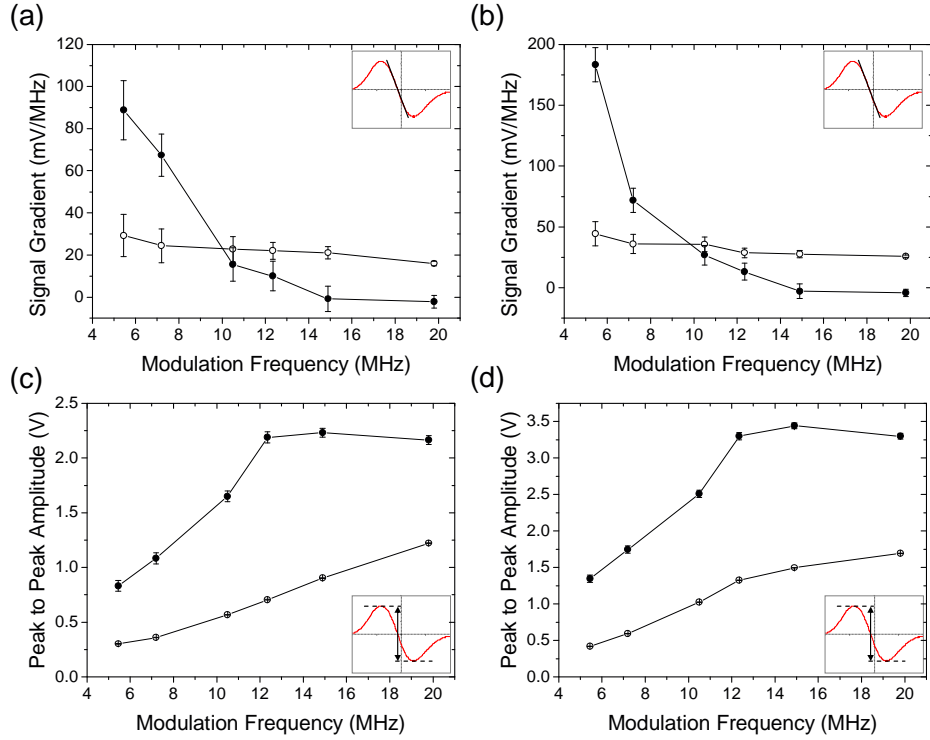 (a)
120
100
80
60
40
20
0
4 6 8 10 12 14 16 18 20
Signal Gradient (mV/MHz)
Modulation Frequency (MHz)
(b)
200
150
100
50
0
4 6 8 10 12 14 16 18 20
Signal Gradient (mV/MHz)
Modulation Frequency (MHz)
(c)
2.5
2.0
1.5
1.0
0.5
0.0
4 6 8 10 12 14 16 18 20
Peak to Peak Amplitude (V)
Modulation Frequency (MHz)
(d)
3.5
3.0
2.5
2.0
1.5
1.0
0.5
0.0
4 6 8 10 12 14 16 18 20
Peak to Peak Amplitude (V)
Modulation Frequency (MHz)